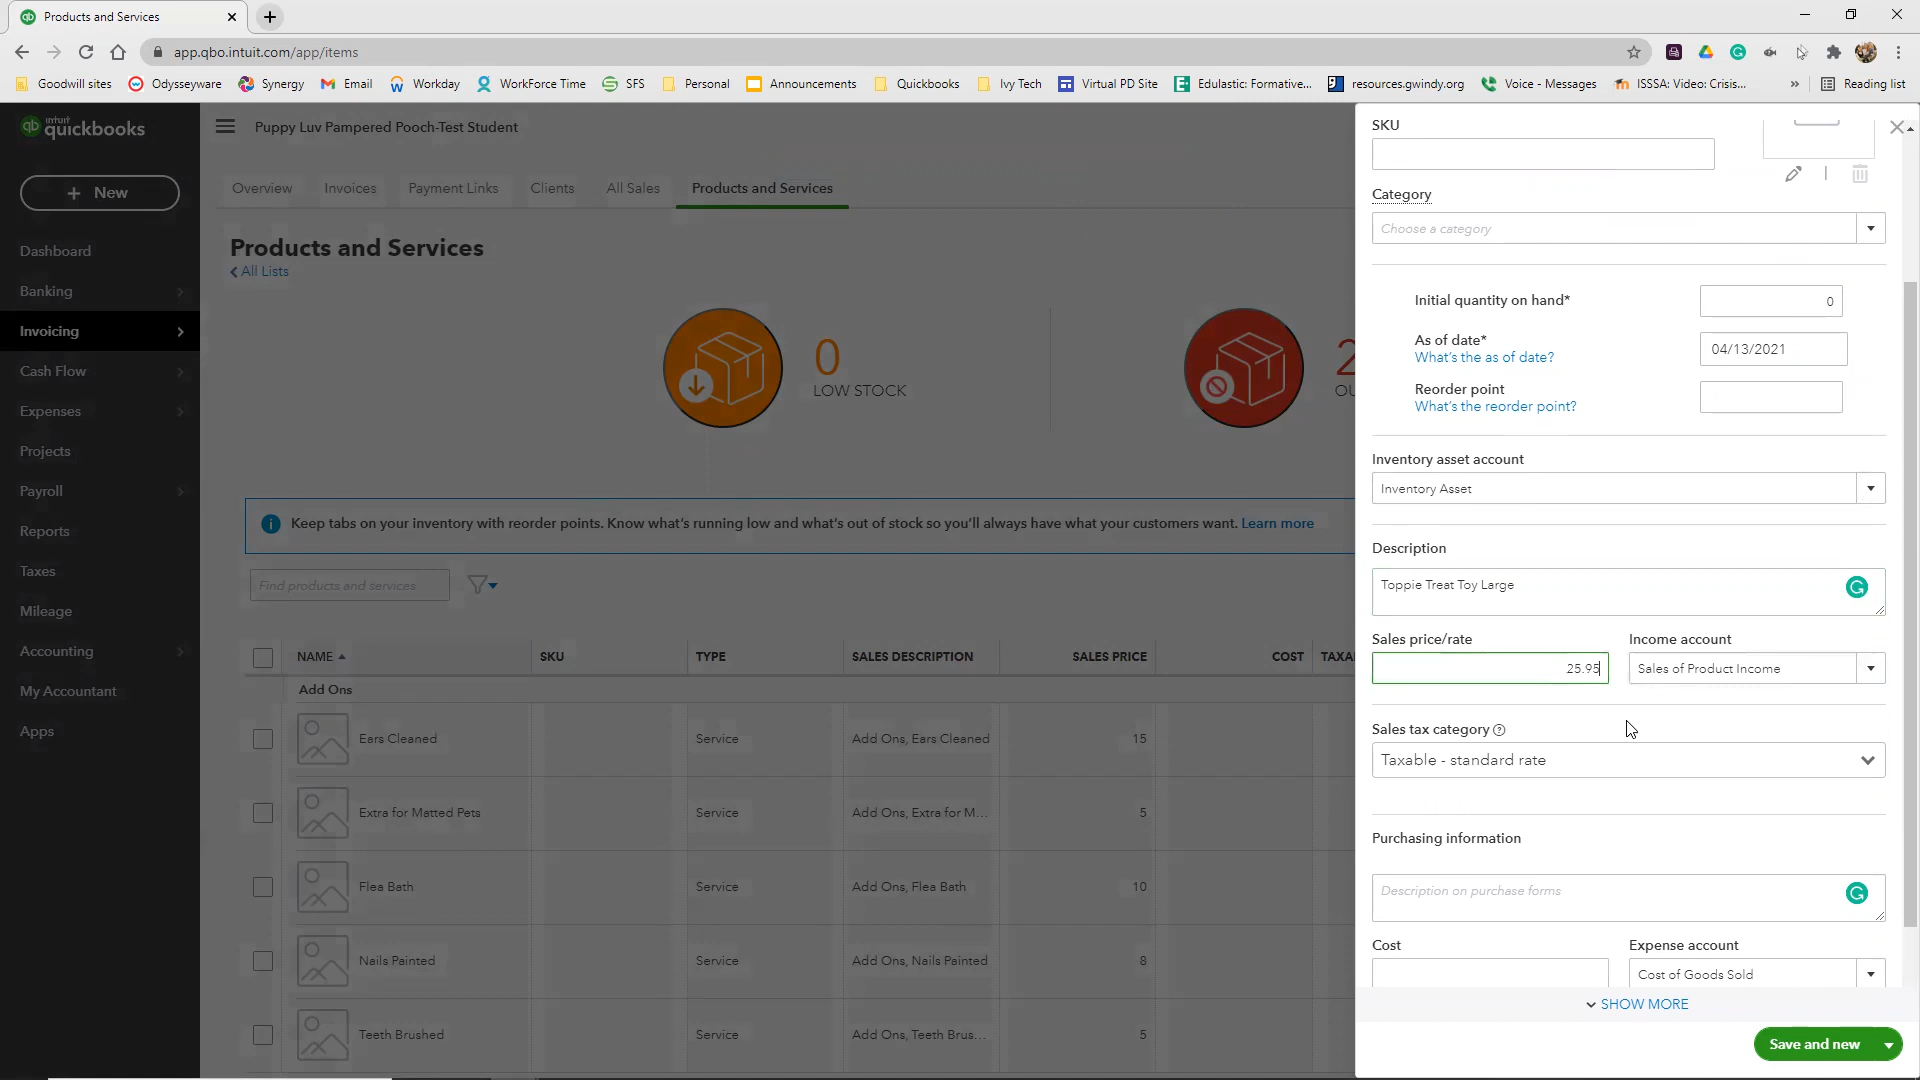 Products and Services
app.qbo.intuit.com/app/items
Goodwill sites Odysseyware Synergy Email Workday WorkForce Time SFS Personal Announcements Quickbooks Ivy Tech Virtual PD Site Edulastic: Formative... resources.gwindy.org Voice - Messages ISSSA: Video: Crisis... » Reading list
intuit quickbooks
Puppy Luv Pampered Pooch-Test Student
+ New
Dashboard
Banking
Invoicing
Cash Flow
Expenses
Projects
Payroll
Reports
Taxes
Mileage
Accounting
My Accountant
Apps
Overview Invoices Payment Links Clients All Sales Products and Services
Products and Services
All Lists
0
LOW STOCK
2
OU
Keep tabs on your inventory with reorder points. Know what's running low and what's out of stock so you'll always have what your customers want. Learn more
Find products and services
NAME SKU TYPE SALES DESCRIPTION SALES PRICE COST TAXA
Add Ons
Ears Cleaned Service Add Ons, Ears Cleaned 15
Extra for Matted Pets Service Add Ons, Extra for M... 5
Flea Bath Service Add Ons, Flea Bath 10
Nails Painted Service Add Ons, Nails Painted 8
Teeth Brushed Service Add Ons, Teeth Brus... 5
SKU
Category
Choose a category
Initial quantity on hand* 0
As of date* 04/13/2021
What's the as of date?
Reorder point
What's the reorder point?
Inventory asset account
Inventory Asset
Description
Toppie Treat Toy Large
Sales price/rate Income account
25.95 Sales of Product Income
Sales tax category
Taxable - standard rate
Purchasing information
Description on purchase forms
Cost Expense account
Cost of Goods Sold
SHOW MORE
Save and new